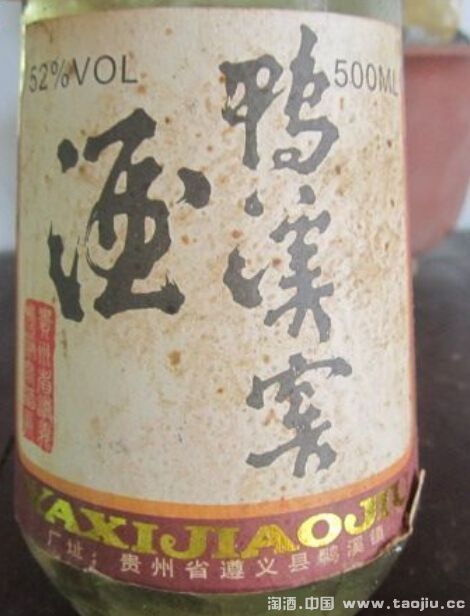 52%VOL
500ML
鸭溪窖
酒
YAXIJIAOJIU
厂址：贵州省遵义县鸭溪镇
淘酒.中国 www.taojiu.cc